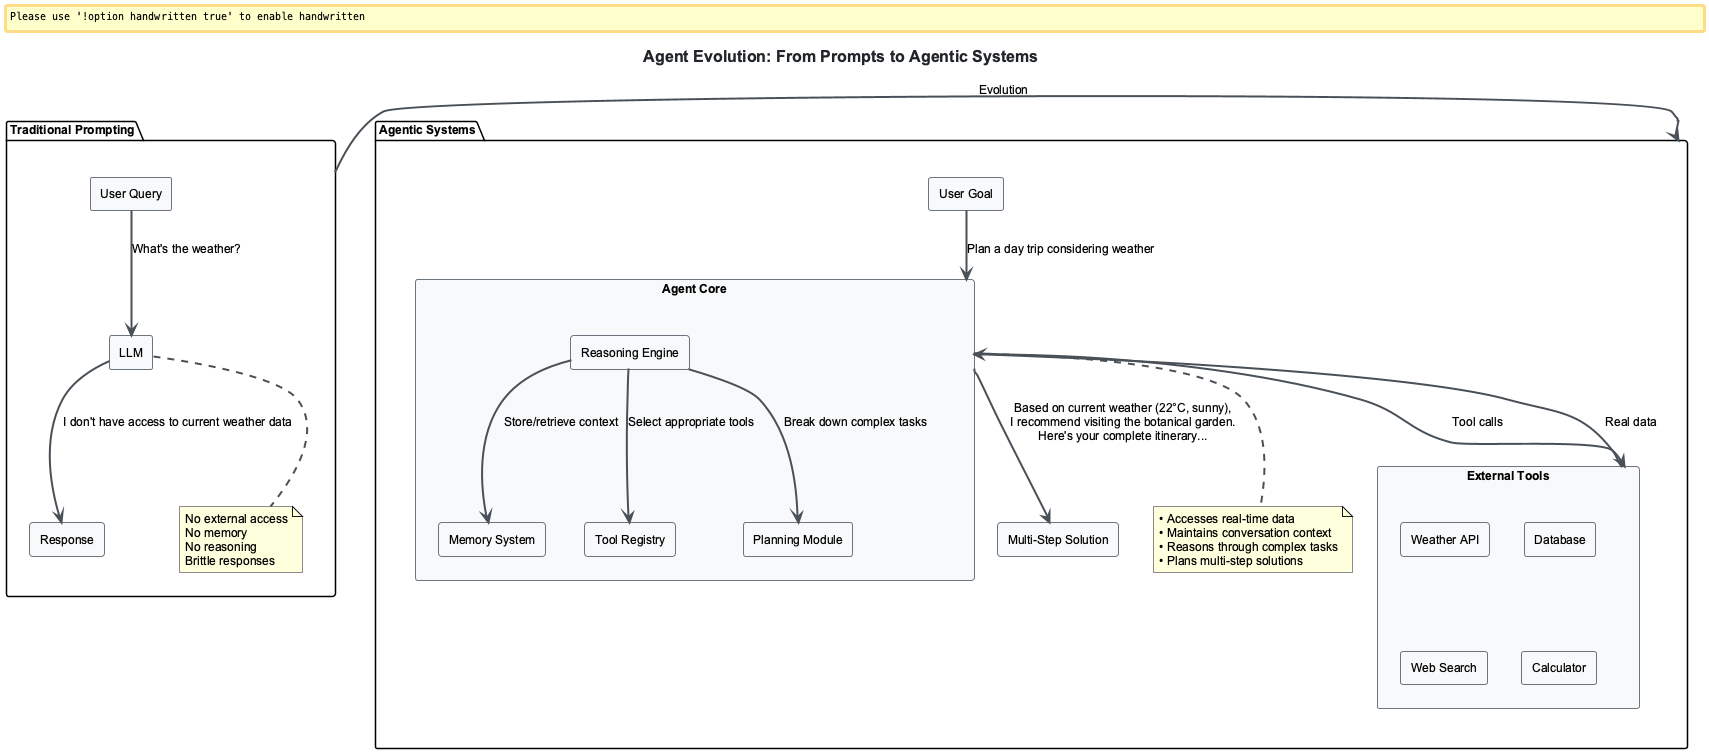 Please use '!option handwritten true' to enable handwritten
Agent Evolution: From Prompts to Agentic Systems
Evolution
Traditional Prompting
User Query
What's the weather?
LLM
I don't have access to current weather data
Response
No external access
No memory
No reasoning
Brittle responses
Agentic Systems
User Goal
Plan a day trip considering weather
Agent Core
Reasoning Engine
Store/retrieve context
Select appropriate tools
Break down complex tasks
Memory System
Tool Registry
Planning Module
Based on current weather (22°C, sunny),
I recommend visiting the botanical garden.
Here's your complete itinerary...
Multi-Step Solution
• Accesses real-time data
• Maintains conversation context
• Reasons through complex tasks
• Plans multi-step solutions
Tool calls
Real data
External Tools
Weather API
Database
Web Search
Calculator